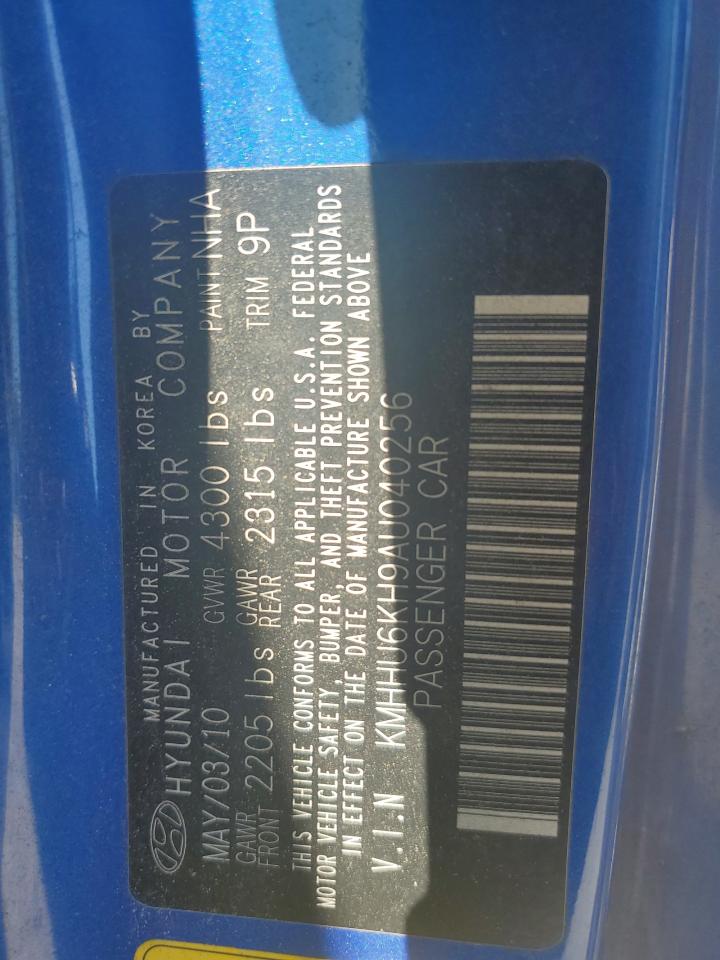 MANUFACTURED IN KOREA BY
HYUNDAI MOTOR COMPANY
MAY/03/10 GVWR 4300 lbs PAINT NHA
GAWR FRONT 2205 lbs GAWR REAR 2315 lbs TRIM 9P
THIS VEHICLE CONFORMS TO ALL APPLICABLE U.S.A. FEDERAL
MOTOR VEHICLE SAFETY, BUMPER, AND THEFT PREVENTION STANDARDS
IN EFFECT ON THE DATE OF MANUFACTURE SHOWN ABOVE
V.I.N KMHHU6KH9AU040256
PASSENGER CAR